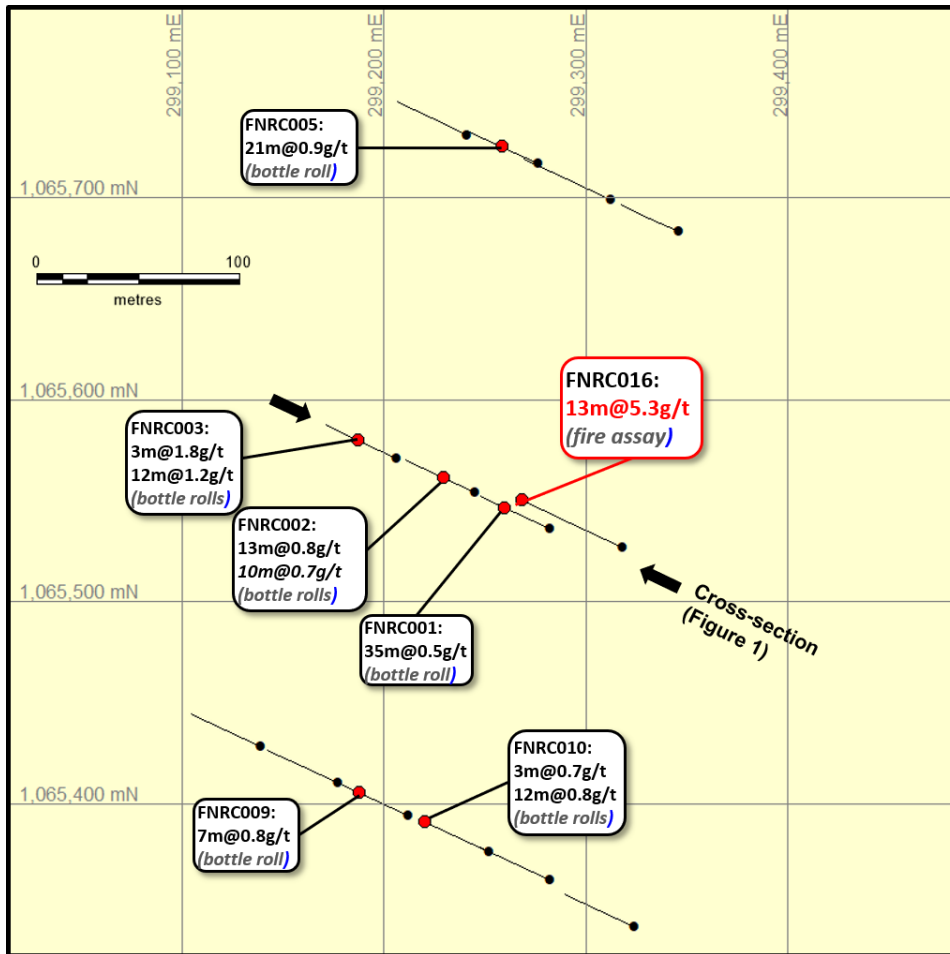 299,100 mE
299,200 mE
299,300 mE
299,400 mE
FNRC005:
21m@0.9g/t
(bottle roll)
1,065,700 mN
0 100
metres
1,065,600 mN
FNRC016:
13m@5.3g/t
(fire assay)
FNRC003:
3m@1.8g/t
12m@1.2g/t
(bottle rolls)
FNRC002:
13m@0.8g/t
10m@0.7g/t
(bottle rolls)
1,065,500 mN
Cross-section
(Figure 1)
FNRC001:
35m@0.5g/t
(bottle roll)
FNRC010:
3m@0.7g/t
12m@0.8g/t
(bottle rolls)
1,065,400 mN
FNRC009:
7m@0.8g/t
(bottle roll)